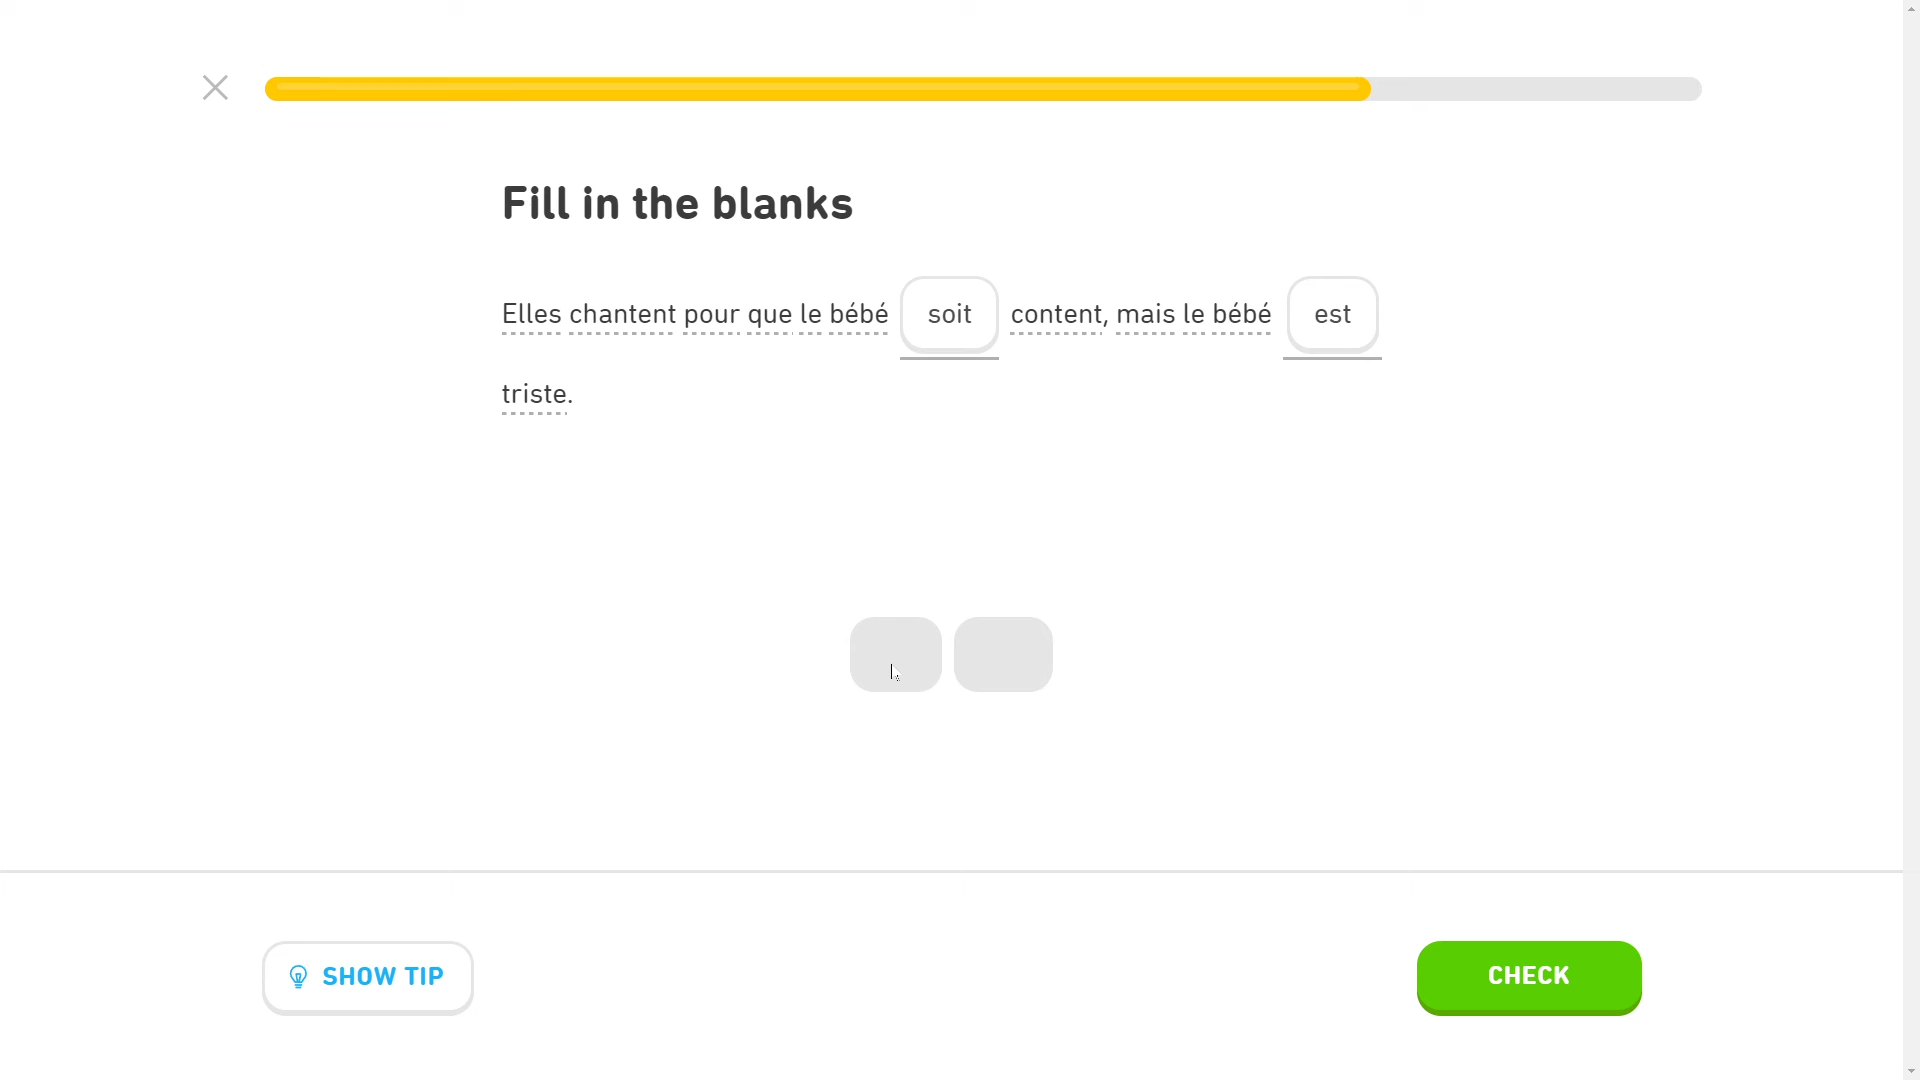 Fill in the blanks
Elles chantent pour que le bébé soit content, mais le bébé est
triste.
SHOW TIP
CHECK